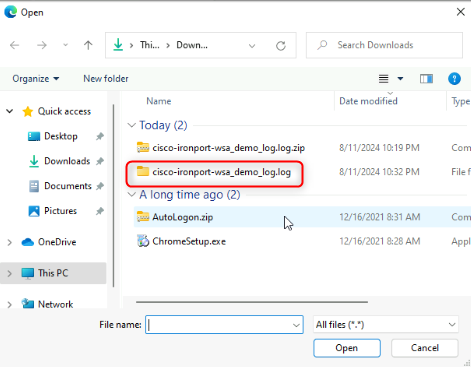 Open
Thi... Down... Search Downloads
Organize New folder
Quick access
Desktop
Downloads
Documents
Pictures
OneDrive
This PC
Network
Name Date modified Type
Today (2)
cisco-ironport-wsa_demo_log.log.zip 8/11/2024 10:19 PM Com
cisco-ironport-wsa_demo_log.log 8/11/2024 10:32 PM File f
A long time ago (2)
AutoLogon.zip 12/16/2021 8:31 AM Com
ChromeSetup.exe 12/16/2021 8:28 AM Appl
File name: All files (*.*)
Open Cancel